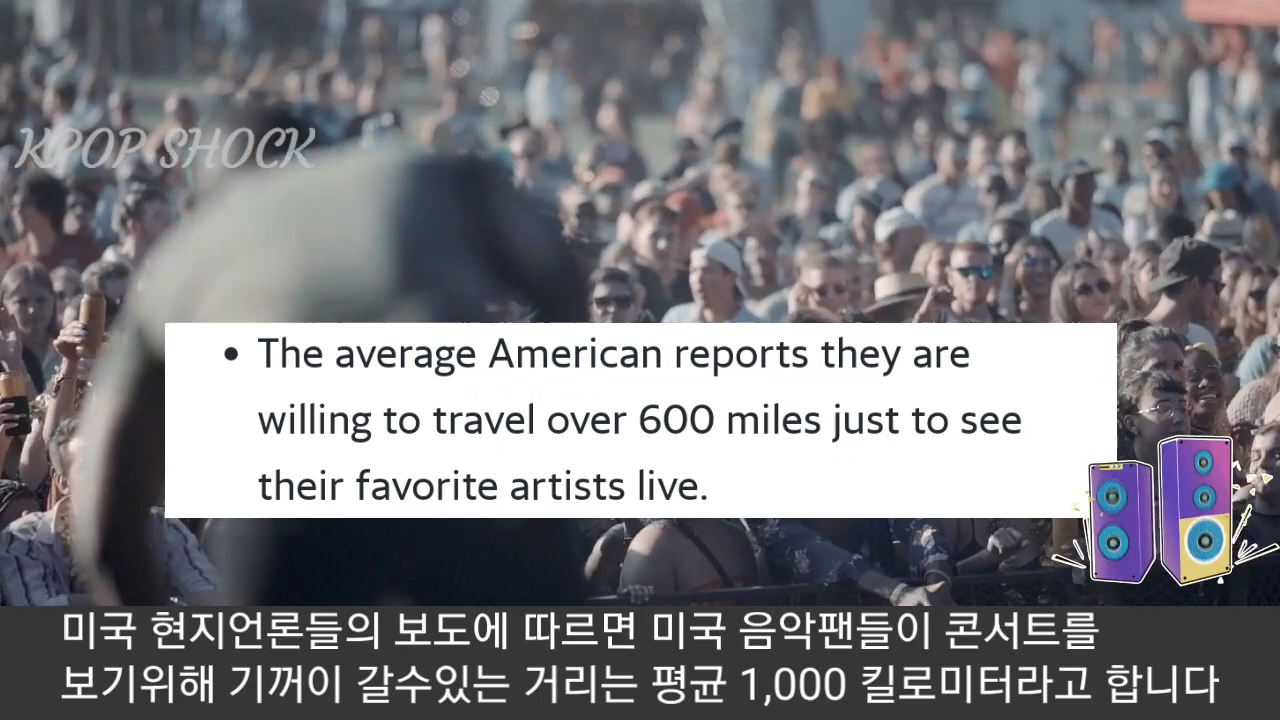 KPOP SHOCK
• The average American reports they are
willing to travel over 600 miles just to see
their favorite artists live.
미국 현지언론들의 보도에 따르면 미국 음악팬들이 콘서트를
보기위해 기꺼이 갈수있는 거리는 평균 1,000 킬로미터라고 합니다